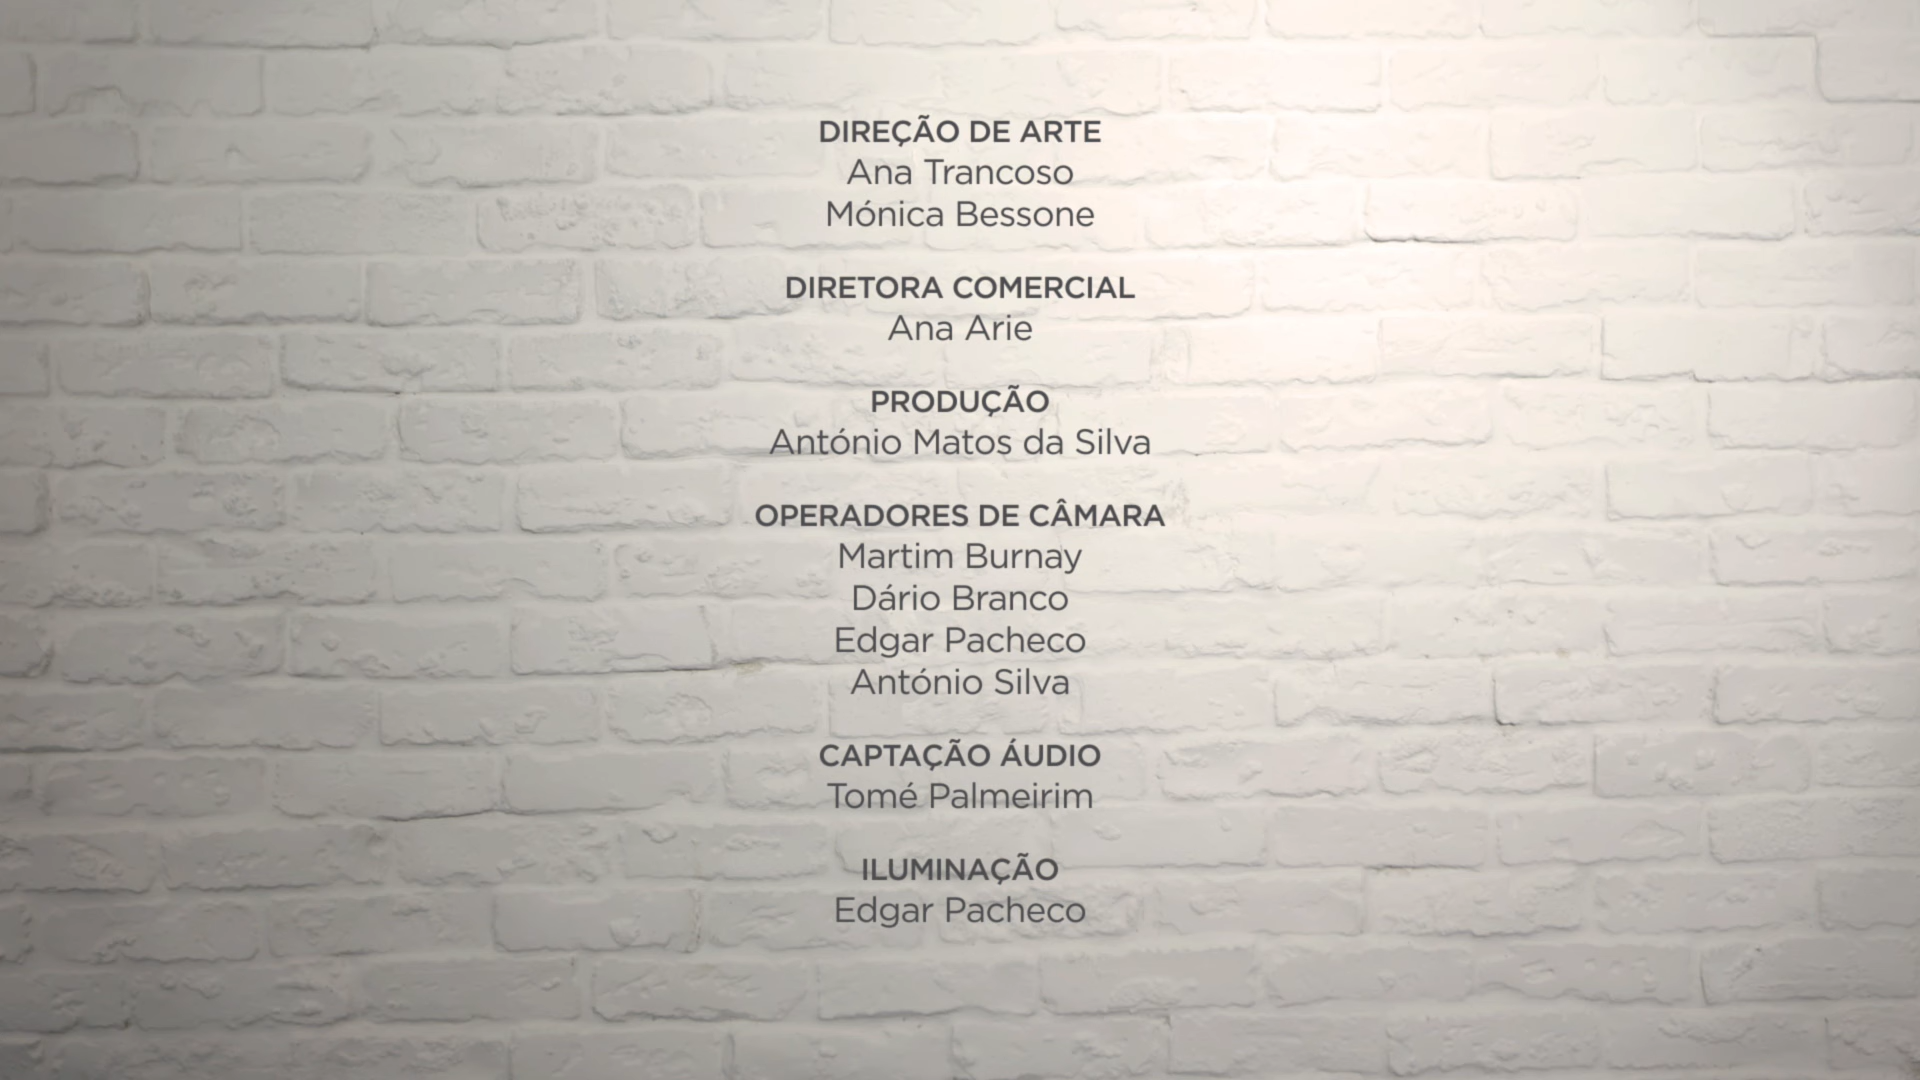 DIREÇÃO DE ARTE
Ana Trancoso
Mónica Bessone
DIRETORA COMERCIAL
Ana Arie
PRODUÇÃO
António Matos da Silva
OPERADORES DE CÂMARA
Martim Burnay
Dário Branco
Edgar Pacheco
António Silva
CAPTAÇÃO ÁUDIO
Tomé Palmeirim
ILUMINAÇÃO
Edgar Pacheco